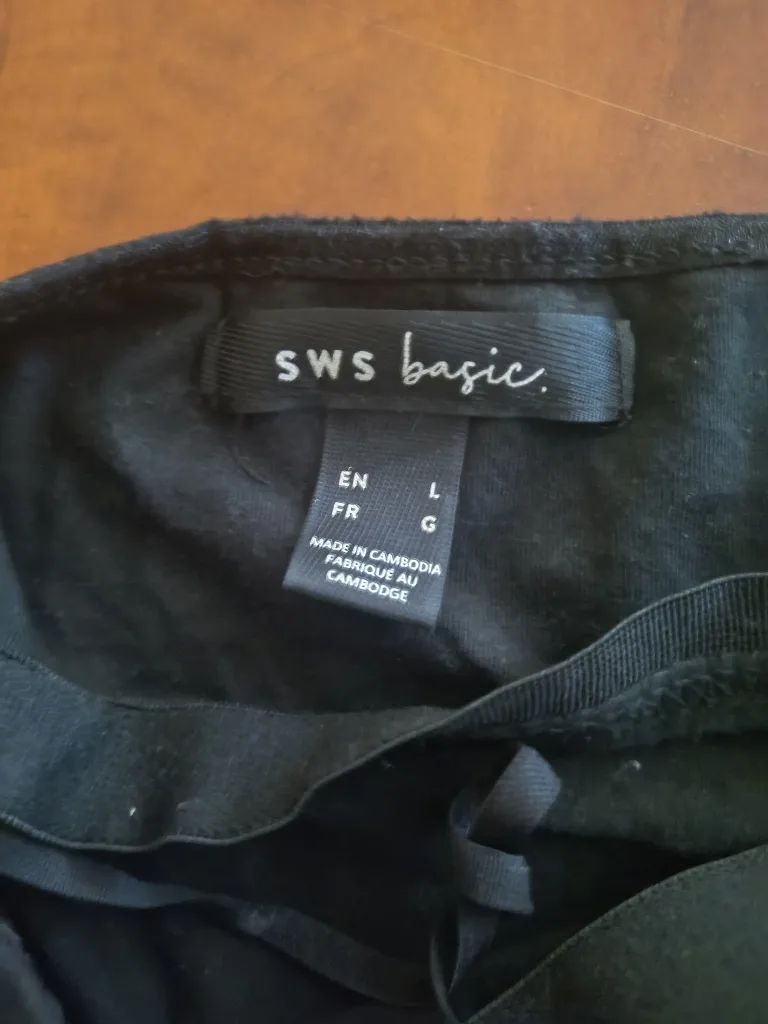 SWS basic.
EN L
FR G
MADE IN CAMBODIA
FABRIQUÉ AU
CAMBODGE